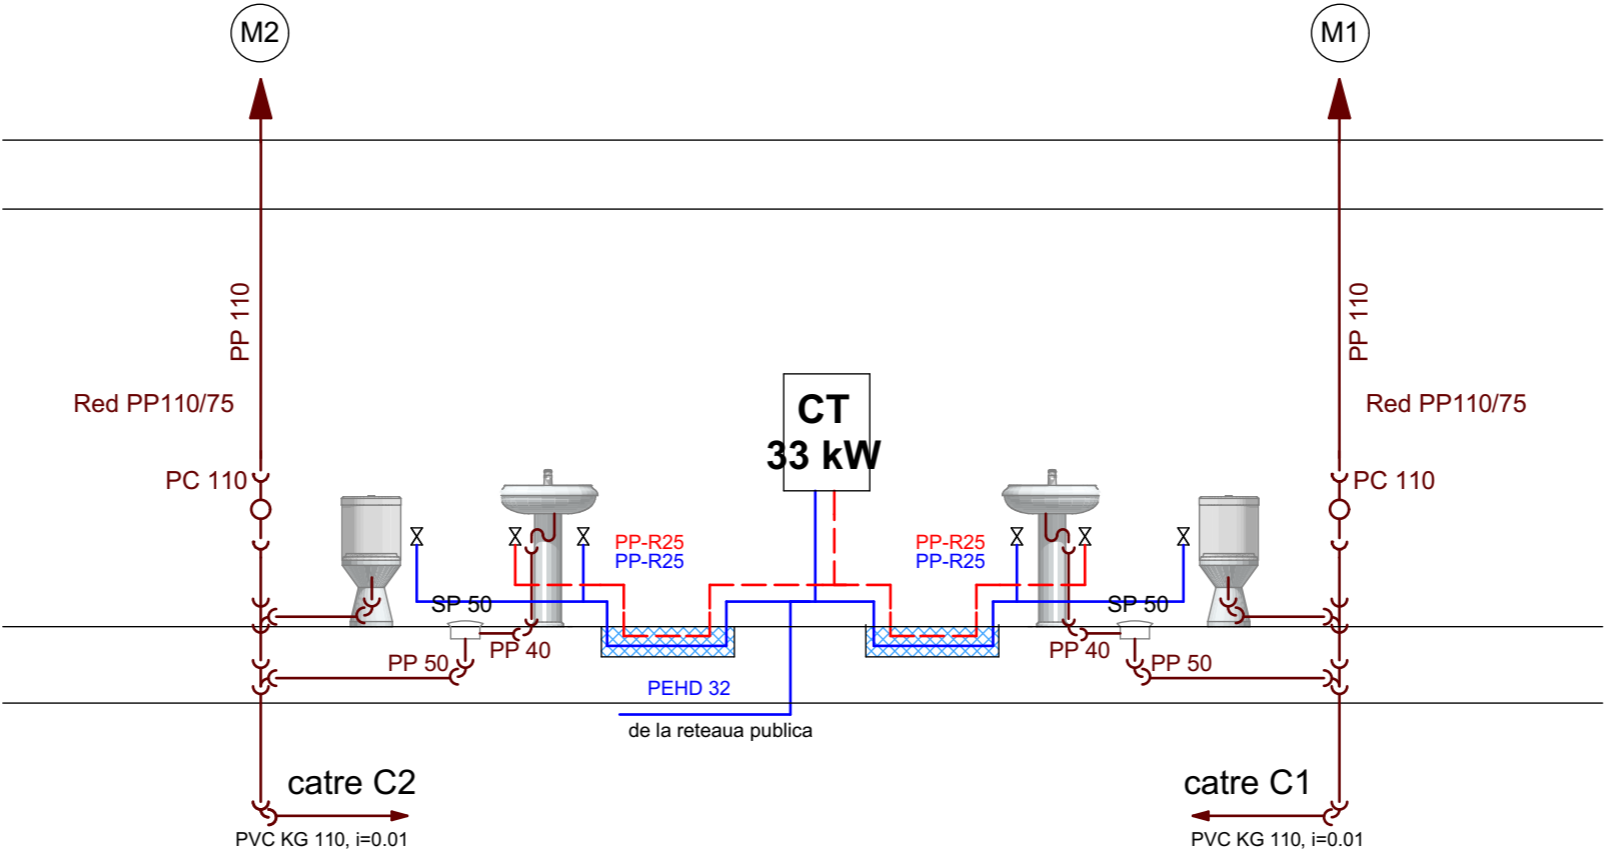 M2
M1
PP 110
PP 110
Red PP110/75
Red PP110/75
CT
33 kW
PC 110
PC 110
PP-R25
PP-R25
PP-R25
PP-R25
SP 50
SP 50
PP 40
PP 40
PP 50
PP 50
PEHD 32
de la reteaua publica
catre C2
catre C1
PVC KG 110, i=0.01
PVC KG 110, i=0.01